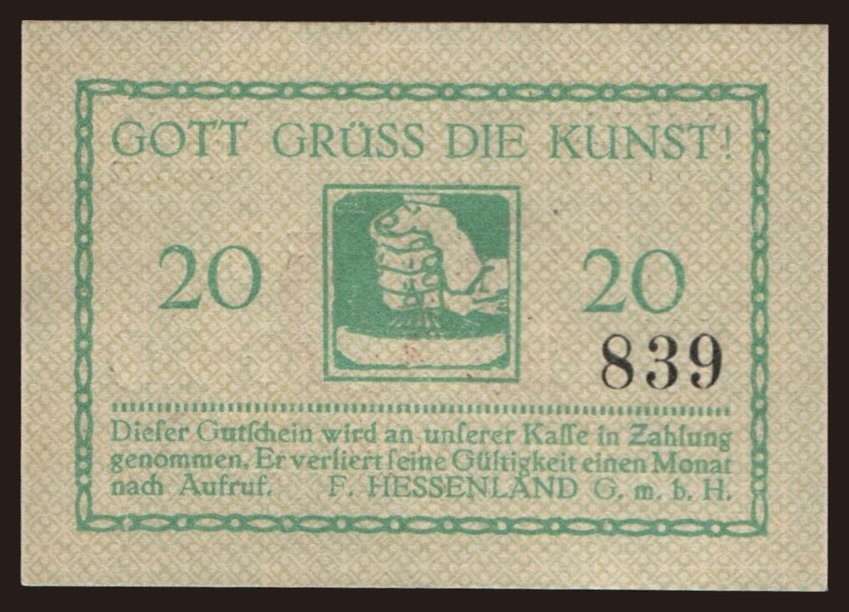 GOTT GRÜSS DIE KUNST!
20 20
839
Dieser Gutschein wird an unserer Kasse in Zahlung
genommen. Er verliert seine Gültigkeit einen Monat
nach Aufruf. F. HESSENLAND G. m. b. H.